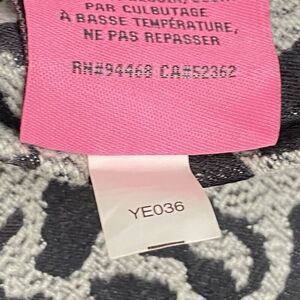 PAR CULBUTAGE
À BASSE TEMPÉRATURE,
NE PAS REPASSER
RN#94468 CA#52362
YE036